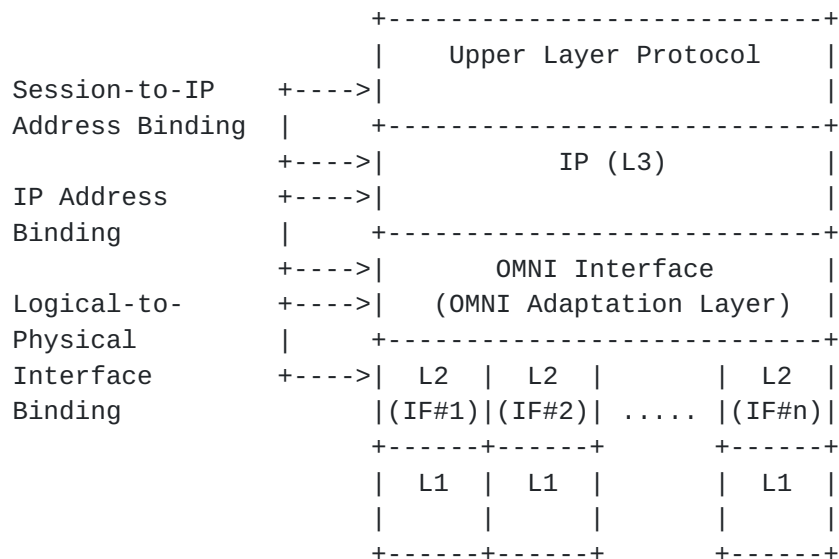 +----------------------------+
|    Upper Layer Protocol    |
Session-to-IP    +---->|                            |
Address Binding  |     +----------------------------+
+---->|           IP (L3)          |
IP Address       +---->|                            |
Binding          |     +----------------------------+
+---->|       OMNI Interface       |
Logical-to-      +---->|   (OMNI Adaptation Layer)  |
Physical         |     +----------------------------+
Interface        +---->|  L2  |  L2  |       |  L2  |
Binding                |(IF#1)|(IF#2)| ..... |(IF#n)|
+------+------+       +------+
|  L1  |  L1  |       |  L1  |
|      |      |       |      |
+------+------+       +------+